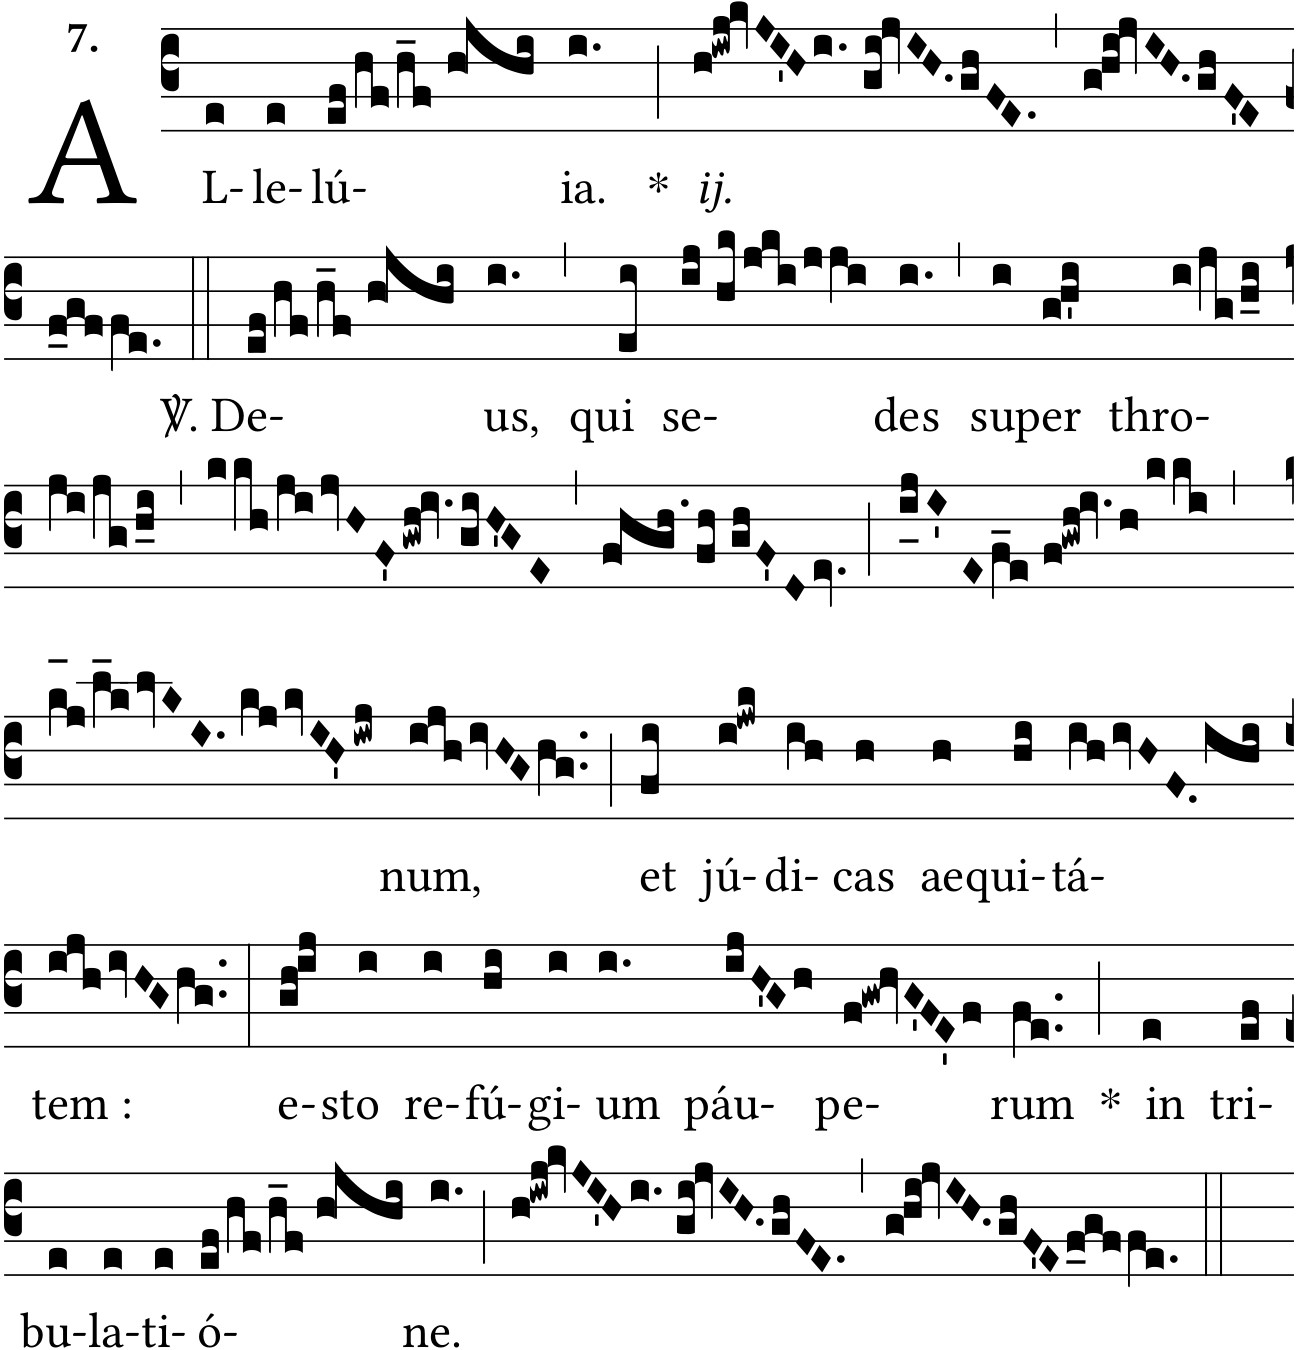 7.
AL-le-lú- ia. * ij.
℣. De- us, qui se- des super thro-
num, et jú-di-cas aequi-tá-
tem : e-sto re-fú-gi-um páu- pe- rum * in tri-
bu-la-ti-ó- ne.